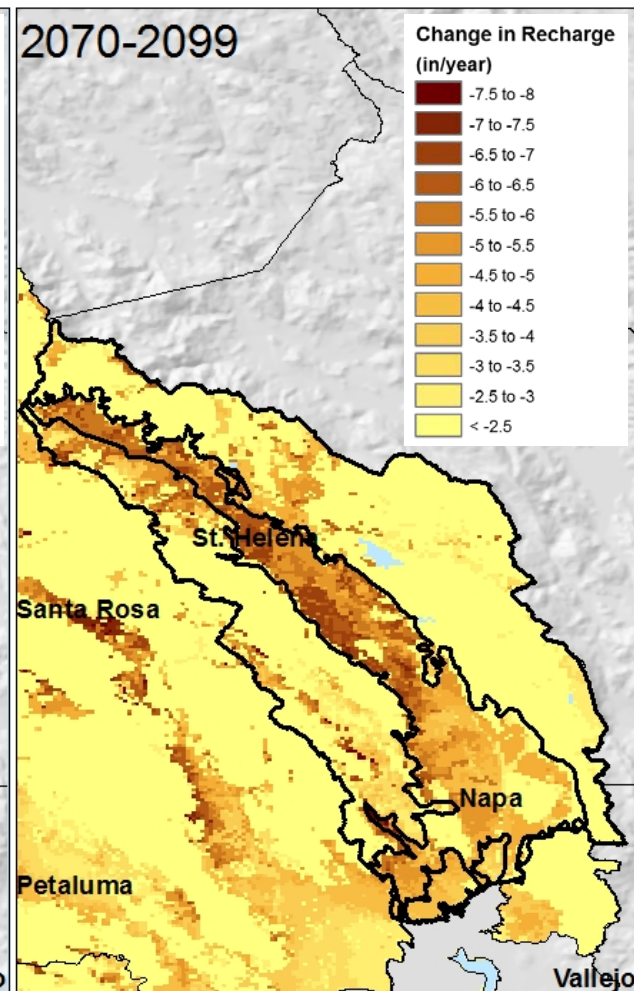 2070-2099
Change in Recharge
(in/year)
-7.5 to -8
-7 to -7.5
-6.5 to -7
-6 to -6.5
-5.5 to -6
-5 to -5.5
-4.5 to -5
-4 to -4.5
-3.5 to -4
-3 to -3.5
-2.5 to -3
< -2.5
St. Helena
Santa Rosa
Napa
Petaluma
o
Vallejo